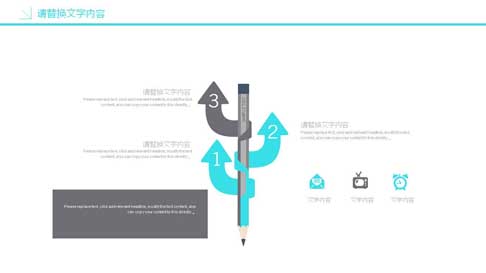 请替换文字内容
请替换文字内容
Please replace text, click add relevant headline, modify the text
content, also can copy your content to this directly.
3
请替换文字内容
Please replace text, click add relevant headline, modify the text
content, also can copy your content to this directly.
2
1
请替换文字内容
Please replace text, click add relevant headline, modify the text content,
also can copy your content to this directly.
文字内容
文字内容
文字内容
Please replace text, click add relevant headline, modify the text content, also
can copy your content to this directly.